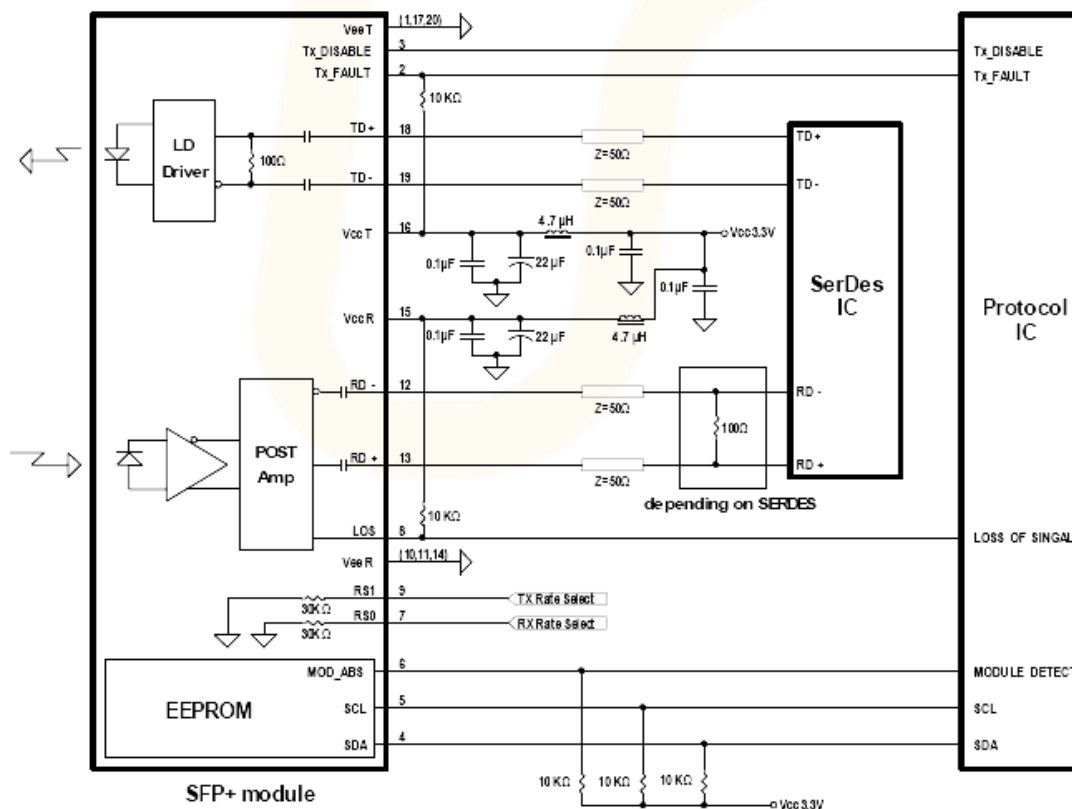 VeeT (1,17,20)
Tx_DISABLE 3 Tx_DISABLE
Tx_FAULT 2 Tx_FAULT
10 KΩ
LD Driver
100Ω
TD+ 18 Z=50Ω TD+
TD- 19 Z=50Ω TD-
VccT 16
4.7 µH
Vcc3.3V
0.1µF
22 µF
0.1µF
0.1µF
SerDes IC
Protocol IC
VccR 15
0.1µF
22 µF
4.7 µH
RD - 12 Z=50Ω RD -
100Ω
POST Amp
RD + 13 Z=50Ω RD +
depending on SERDES
10 KΩ
LOS 8 LOSS OF SINGAL
VeeR (10,11,14)
RS1 9 TX Rate Select
30KΩ
RS0 7 RX Rate Select
30KΩ
MOD_ABS 6 MODULE DETECT
EEPROM
SCL 5 SCL
SDA 4 SDA
10 KΩ 10 KΩ 10 KΩ
Vcc3.3V
SFP+ module